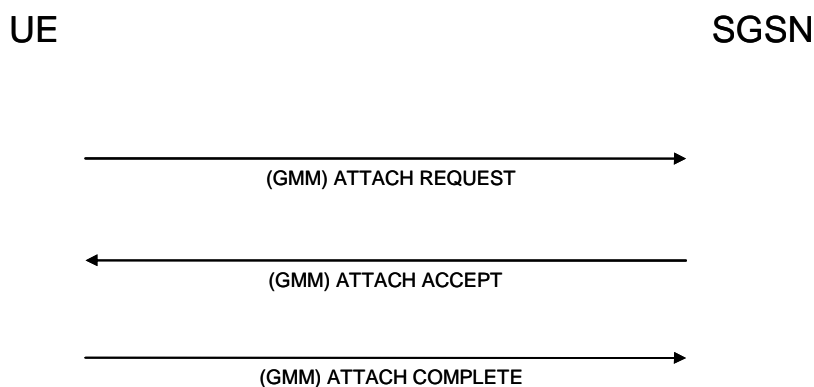 UE
SGSN
(GMM) ATTACH REQUEST
(GMM) ATTACH ACCEPT
(GMM) ATTACH COMPLETE